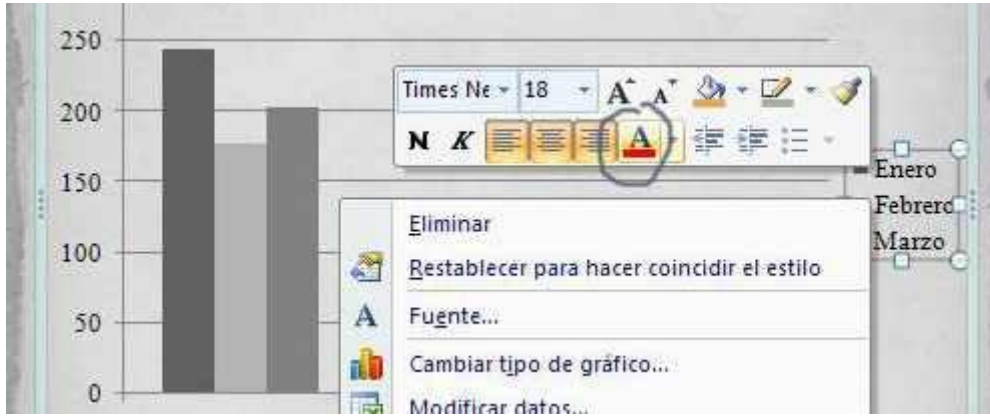 250
200
150
100
50
0
Times Ne 18 A A
N K A
Enero
Febrero
Marzo
Eliminar
Restablecer para hacer coincidir el estilo
A Fuente...
Cambiar tipo de gráfico...
Modificar datos...